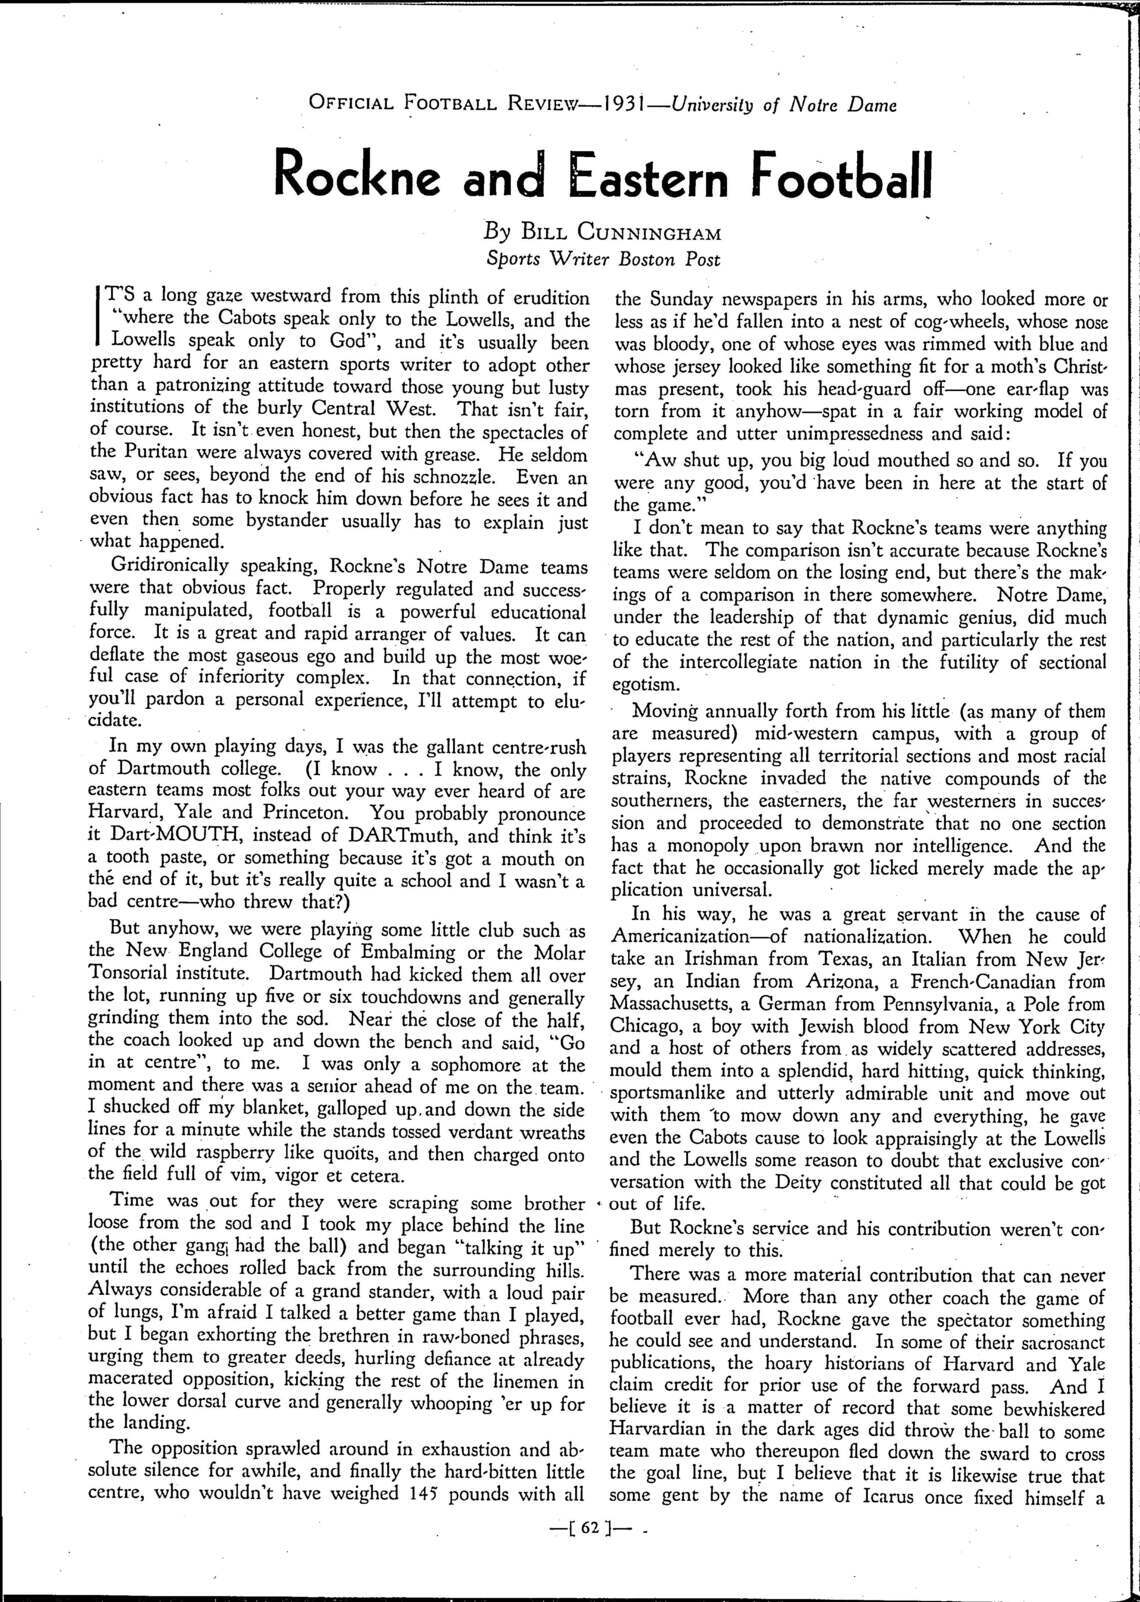 OFFICIAL FOOTBALL REVIEW—1931—University of Notre Dame
Rockne and Eastern Football
By BILL CUNNINGHAM
Sports Writer Boston Post
IT'S a long gaze westward from this plinth of erudition
"where the Cabots speak only to the Lowells, and the
Lowells speak only to God", and it's usually been
pretty hard for an eastern sports writer to adopt other
than a patronizing attitude toward those young but lusty
institutions of the burly Central West. That isn't fair,
of course. It isn't even honest, but then the spectacles of
the Puritan were always covered with grease. He seldom
saw, or sees, beyond the end of his schnozzle. Even an
obvious fact has to knock him down before he sees it and
even then some bystander usually has to explain just
what happened.
Gridironically speaking, Rockne's Notre Dame teams
were that obvious fact. Properly regulated and success-
fully manipulated, football is a powerful educational
force. It is a great and rapid arranger of values. It can
deflate the most gaseous ego and build up the most woe-
ful case of inferiority complex. In that connection, if
you'll pardon a personal experience, I'll attempt to elu-
cidate.
In my own playing days, I was the gallant centre-rush
of Dartmouth college. (I know . . . I know, the only
eastern teams most folks out your way ever heard of are
Harvard, Yale and Princeton. You probably pronounce
it Dart-MOUTH, instead of DARTmuth, and think it's
a tooth paste, or something because it's got a mouth on
the end of it, but it's really quite a school and I wasn't a
bad centre—who threw that?)
But anyhow, we were playing some little club such as
the New England College of Embalming or the Molar
Tonsorial institute. Dartmouth had kicked them all over
the lot, running up five or six touchdowns and generally
grinding them into the sod. Near the close of the half,
the coach looked up and down the bench and said, "Go
in at centre", to me. I was only a sophomore at the
moment and there was a senior ahead of me on the team.
I shucked off my blanket, galloped up and down the side
lines for a minute while the stands tossed verdant wreaths
of the wild raspberry like quoits, and then charged onto
the field full of vim, vigor et cetera.
Time was out for they were scraping some brother
loose from the sod and I took my place behind the line
(the other gang had the ball) and began "talking it up"
until the echoes rolled back from the surrounding hills.
Always considerable of a grand stander, with a loud pair
of lungs, I'm afraid I talked a better game than I played,
but I began exhorting the brethren in raw-boned phrases,
urging them to greater deeds, hurling defiance at already
macerated opposition, kicking the rest of the linemen in
the lower dorsal curve and generally whooping 'er up for
the landing.
The opposition sprawled around in exhaustion and ab-
solute silence for awhile, and finally the hard-bitten little
centre, who wouldn't have weighed 145 pounds with all
the Sunday newspapers in his arms, who looked more or
less as if he'd fallen into a nest of cog-wheels, whose nose
was bloody, one of whose eyes was rimmed with blue and
whose jersey looked like something fit for a moth's Christ-
mas present, took his head-guard off—one ear-flap was
torn from it anyhow—spat in a fair working model of
complete and utter unimpressedness and said:
"Aw shut up, you big loud mouthed so and so. If you
were any good, you'd have been in here at the start of
the game."
I don't mean to say that Rockne's teams were anything
like that. The comparison isn't accurate because Rockne's
teams were seldom on the losing end, but there's the mak-
ings of a comparison in there somewhere. Notre Dame,
under the leadership of that dynamic genius, did much
to educate the rest of the nation, and particularly the rest
of the intercollegiate nation in the futility of sectional
egotism.
Moving annually forth from his little (as many of them
are measured) mid-western campus, with a group of
players representing all territorial sections and most racial
strains, Rockne invaded the native compounds of the
southerners, the easterners, the far westerners in succes-
sion and proceeded to demonstrate that no one section
has a monopoly upon brawn nor intelligence. And the
fact that he occasionally got licked merely made the ap-
plication universal.
In his way, he was a great servant in the cause of
Americanization—of nationalization. When he could
take an Irishman from Texas, an Italian from New Jer-
sey, an Indian from Arizona, a French-Canadian from
Massachusetts, a German from Pennsylvania, a Pole from
Chicago, a boy with Jewish blood from New York City
and a host of others from as widely scattered addresses,
mould them into a splendid, hard hitting, quick thinking,
sportsmanlike and utterly admirable unit and move out
with them to mow down any and everything, he gave
even the Cabots cause to look appraisingly at the Lowells
and the Lowells some reason to doubt that exclusive con-
versation with the Deity constituted all that could be got
out of life.
But Rockne's service and his contribution weren't con-
fined merely to this.
There was a more material contribution that can never
be measured. More than any other coach the game of
football ever had, Rockne gave the spectator something
he could see and understand. In some of their sacrosanct
publications, the hoary historians of Harvard and Yale
claim credit for prior use of the forward pass. And I
believe it is a matter of record that some bewhiskered
Harvardian in the dark ages did throw the ball to some
team mate who thereupon fled down the sward to cross
the goal line, but I believe that it is likewise true that
some gent by the name of Icarus once fixed himself a
—[ 62 ]—